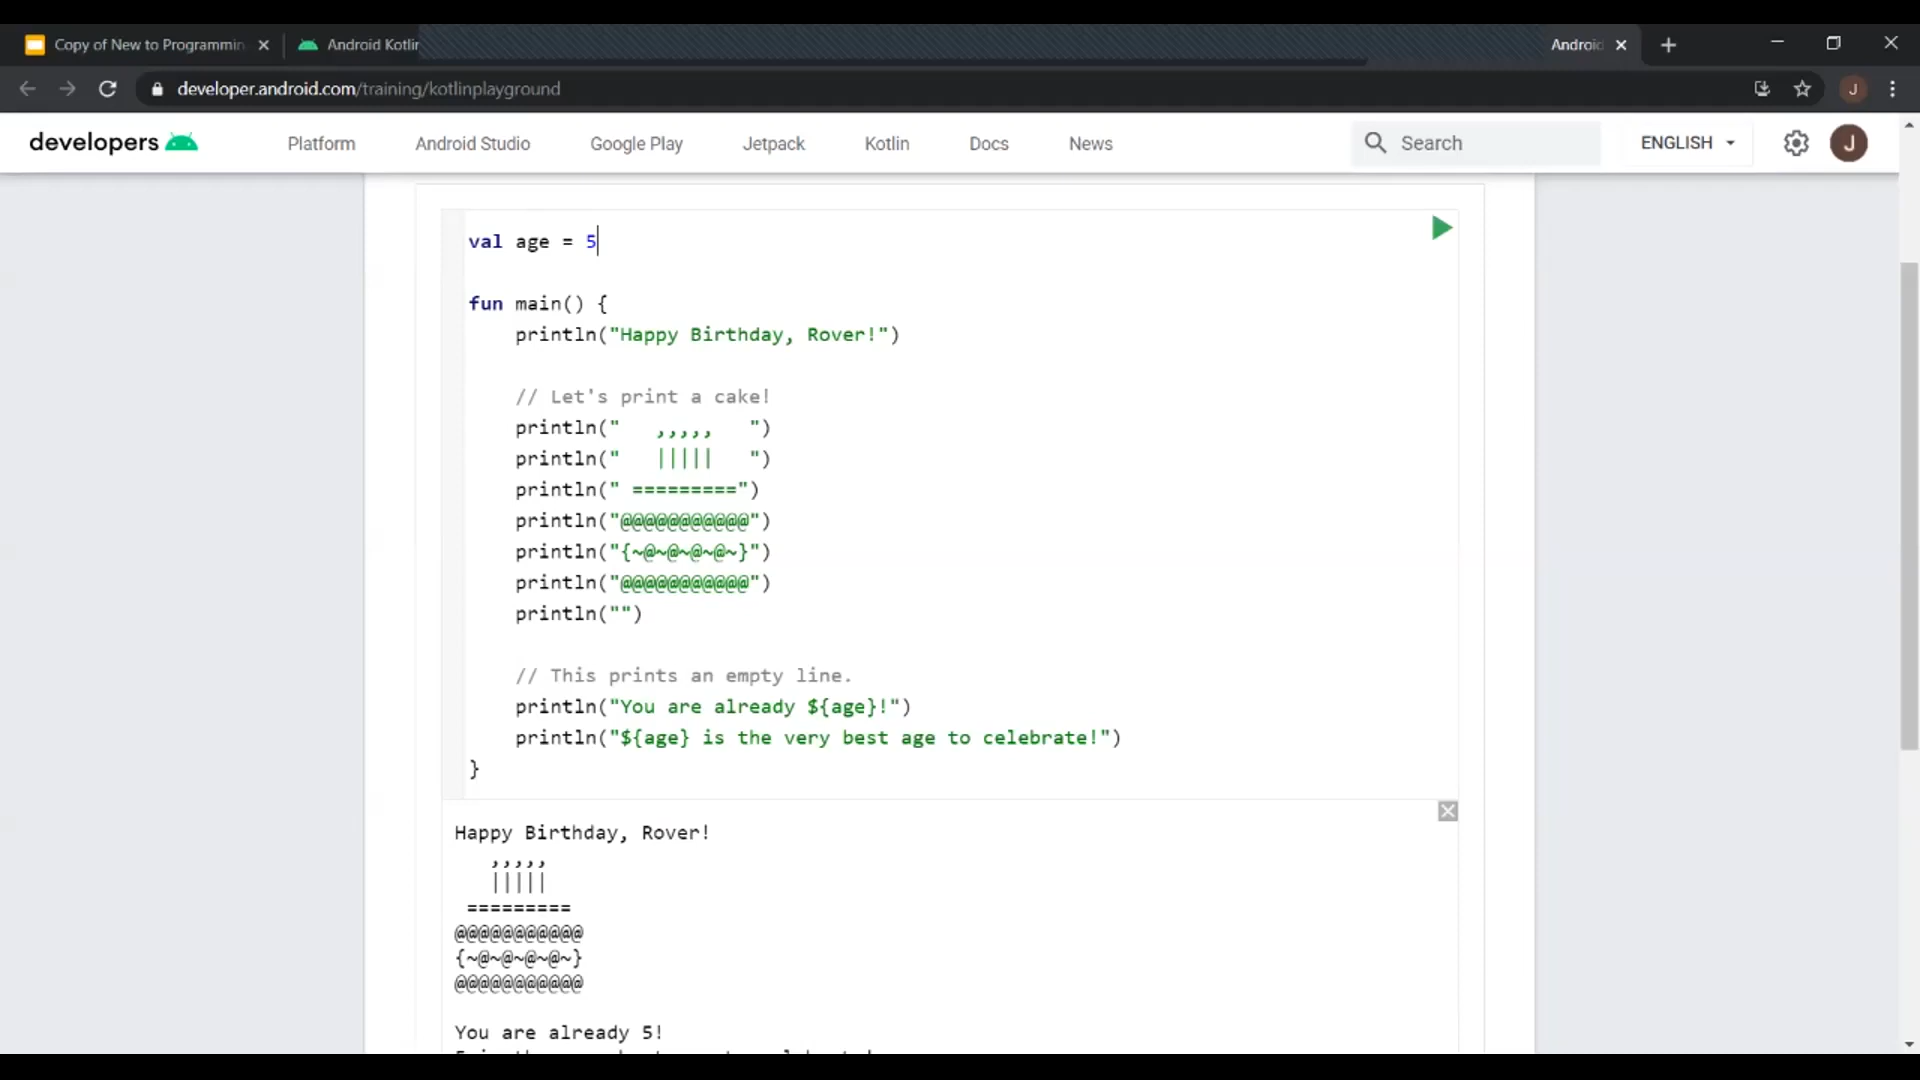 Copy of New to Programmin
Android Kotlin
Android
developer.android.com/training/kotlinplayground
J
developers
Platform
Android Studio
Google Play
Jetpack
Kotlin
Docs
News
Search
ENGLISH
J
val age = 5
fun main() {
    println("Happy Birthday, Rover!")
    // Let's print a cake!
    println("   ,,,,,   ")
    println("   |||||   ")
    println(" =========")
    println("@@@@@@@@@@@")
    println("{~@~@~@~@~}")
    println("@@@@@@@@@@@")
    println("")
    // This prints an empty line.
    println("You are already ${age}!")
    println("${age} is the very best age to celebrate!")
}
Happy Birthday, Rover!
   ,,,,,
   |||||
 =========
@@@@@@@@@@@
{~@~@~@~@~}
@@@@@@@@@@@
You are already 5!